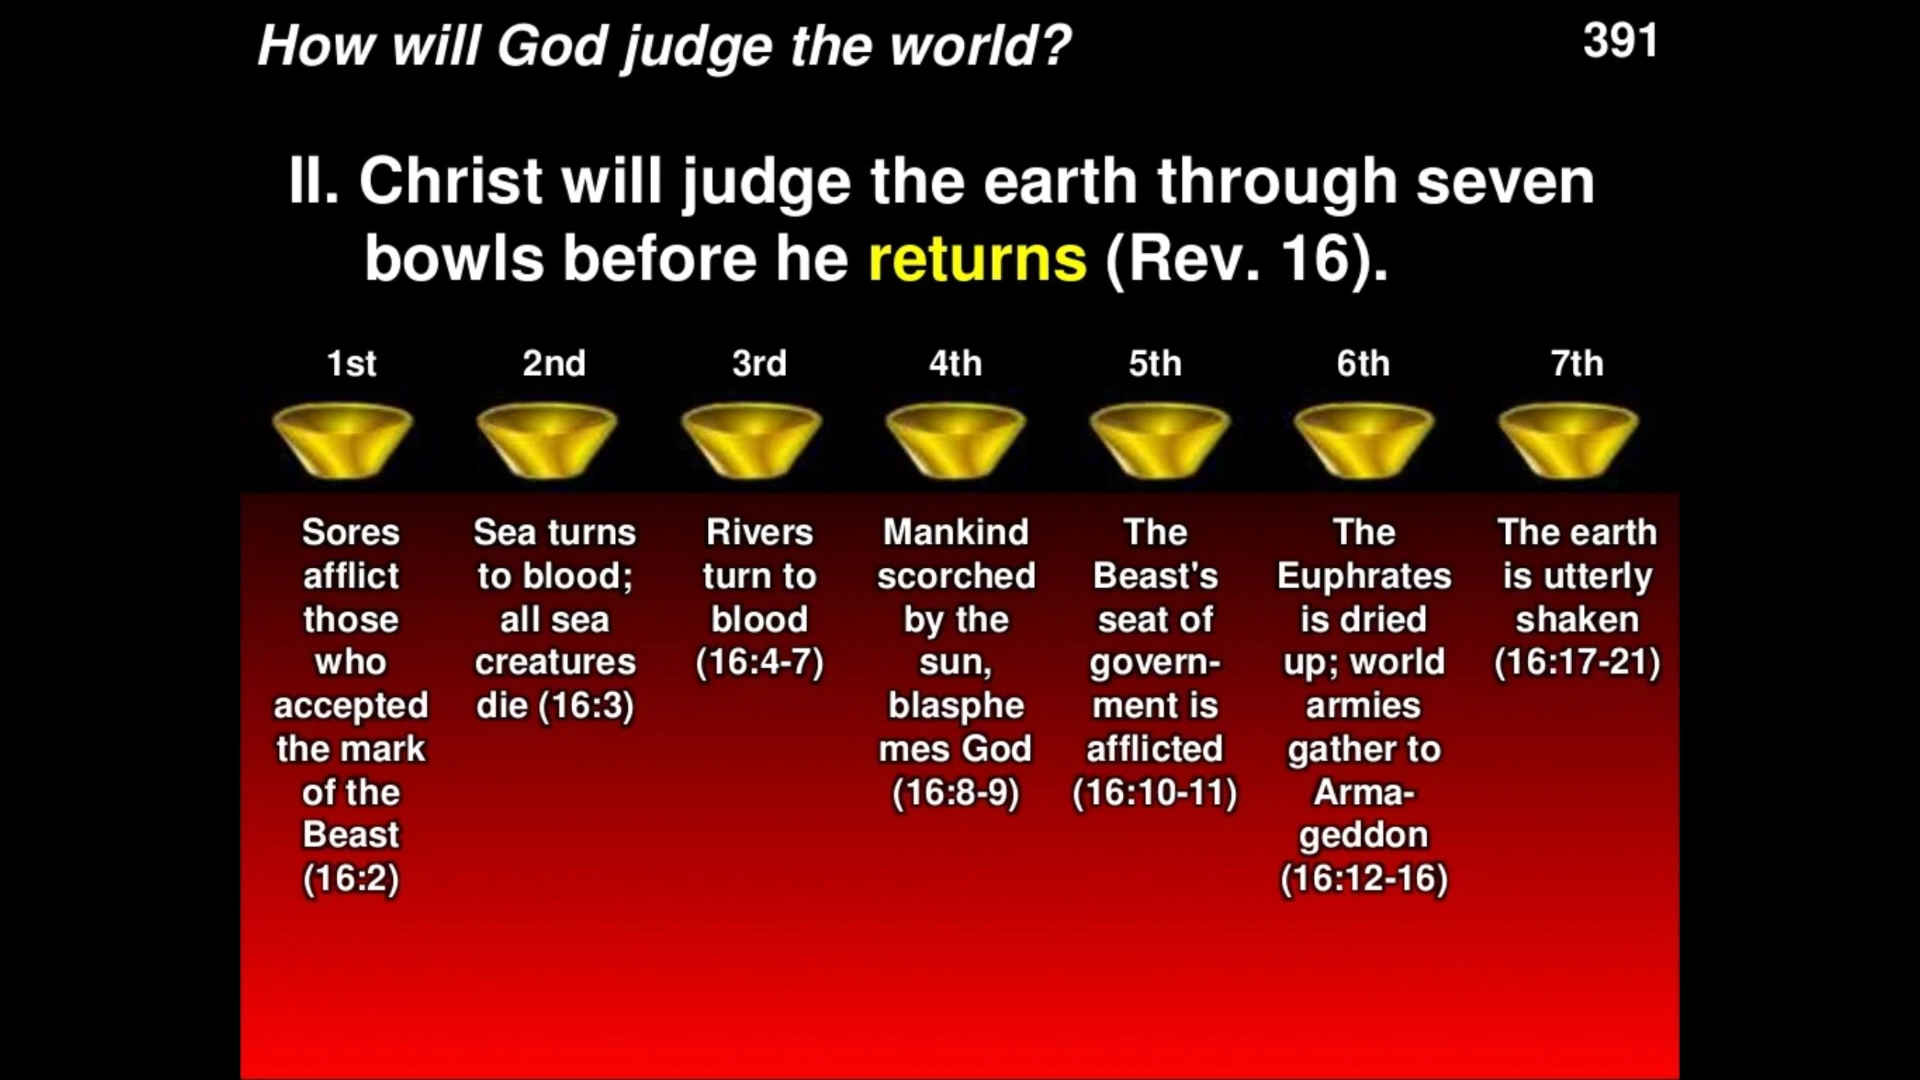 How will God judge the world?
391
II. Christ will judge the earth through seven
bowls before he returns (Rev. 16).
1st
2nd
3rd
4th
5th
6th
7th
Sores
afflict
those
who
accepted
the mark
of the
Beast
(16:2)
Sea turns
to blood;
all sea
creatures
die (16:3)
Rivers
turn to
blood
(16:4-7)
Mankind
scorched
by the
sun,
blasphe
mes God
(16:8-9)
The
Beast's
seat of
govern-
ment is
afflicted
(16:10-11)
The
Euphrates
is dried
up; world
armies
gather to
Arma-
geddon
(16:12-16)
The earth
is utterly
shaken
(16:17-21)